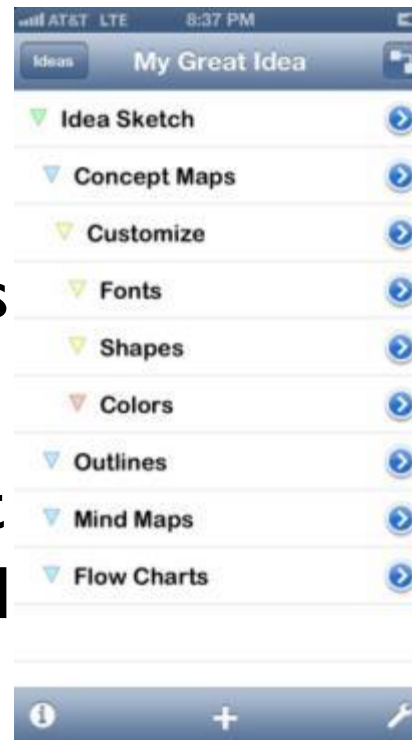 AT&T LTE 8:37 PM
Ideas My Great Idea
Idea Sketch
Concept Maps
Customize
s
Fonts
Shapes
Colors
Outlines
t
Mind Maps
Flow Charts
+